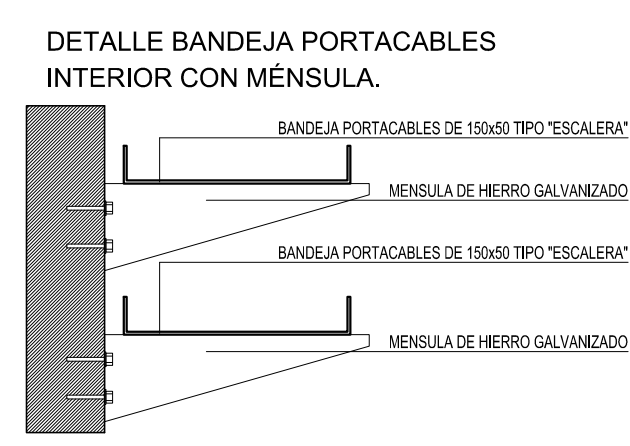 DETALLE BANDEJA PORTACABLES
INTERIOR CON MÉNSULA.
BANDEJA PORTACABLES DE 150x50 TIPO "ESCALERA"
MENSULA DE HIERRO GALVANIZADO
BANDEJA PORTACABLES DE 150x50 TIPO "ESCALERA"
MENSULA DE HIERRO GALVANIZADO